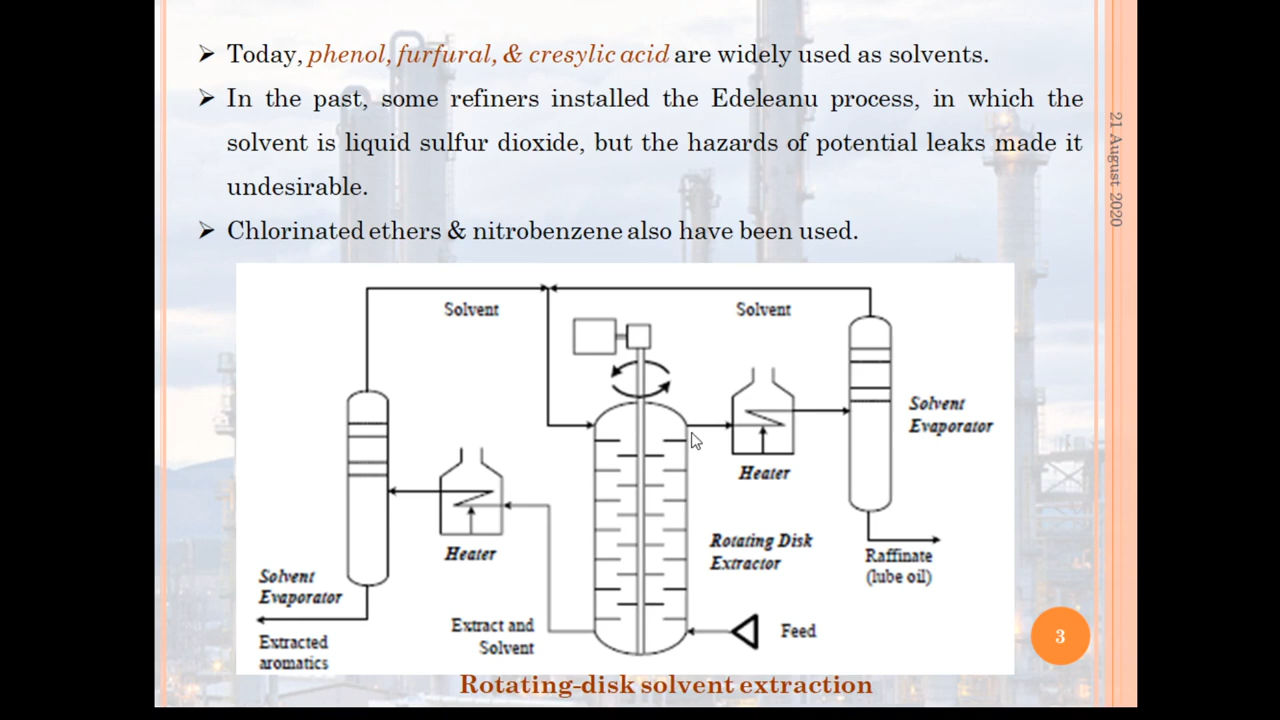 ➢ Today, phenol, furfural, & cresylic acid are widely used as solvents.
➢ In the past, some refiners installed the Edeleanu process, in which the
solvent is liquid sulfur dioxide, but the hazards of potential leaks made it
undesirable.
➢ Chlorinated ethers & nitrobenzene also have been used.
21 August 2020
Solvent
Solvent
Solvent
Evaporator
Heater
Rotating Disk
Extractor
Heater
Raffinate
(lube oil)
Solvent
Evaporator
Extract and
Solvent
Feed
Extracted
aromatics
3
Rotating-disk solvent extraction